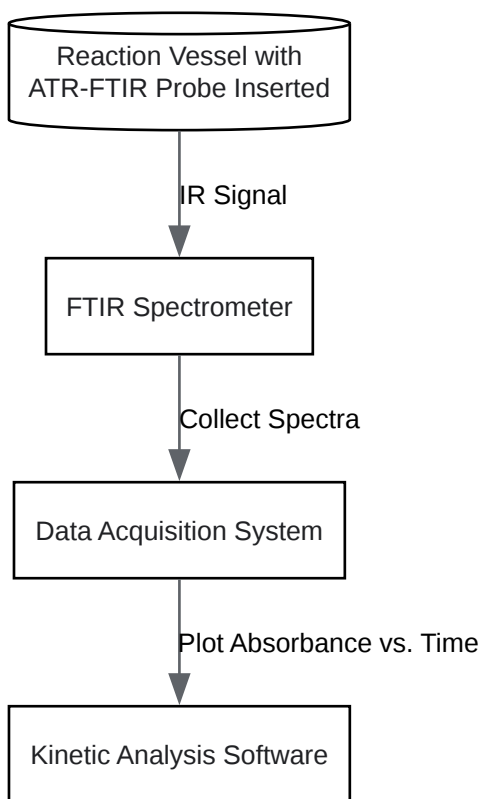 Reaction Vessel with
ATR-FTIR Probe Inserted
IR Signal
FTIR Spectrometer
Collect Spectra
Data Acquisition System
Plot Absorbance vs. Time
Kinetic Analysis Software